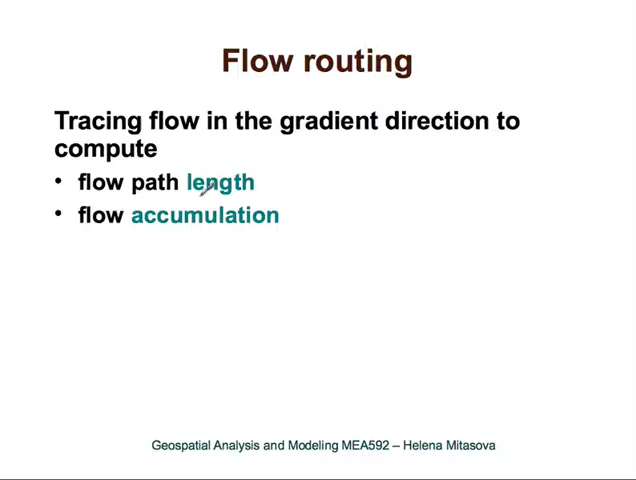 Flow routing
Tracing flow in the gradient direction to
compute
• flow path length
• flow accumulation
Geospatial Analysis and Modeling MEA592 – Helena Mitasova